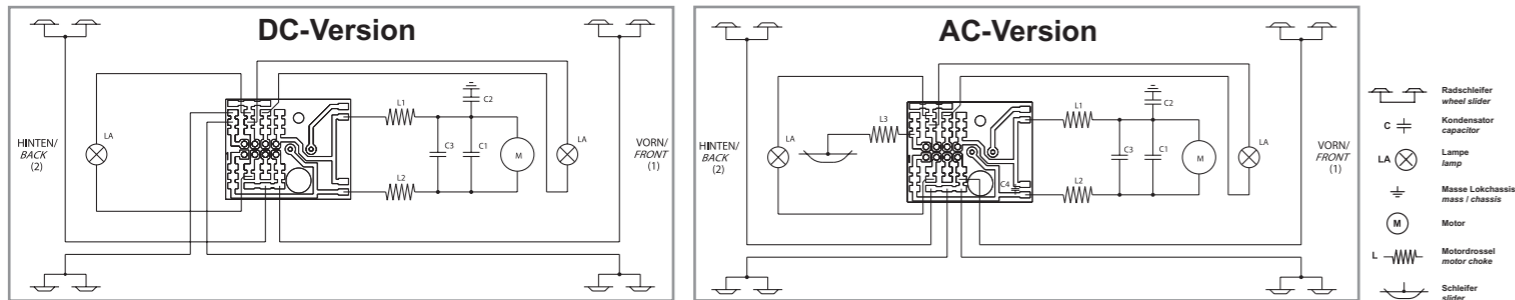 DC-Version
HINTEN/
BACK
(2)
LA
L1
C2
C3
C1
M
L2
LA
VORN/
FRONT
(1)
AC-Version
HINTEN/
BACK
(2)
LA
L3
L1
C2
C3
C1
M
C4
L2
LA
VORN/
FRONT
(1)
Radschleifer
wheel slider
C
Kondensator
capacitor
LA
Lampe
lamp
Masse Lokchassis
mass / chassis
M
Motor
L
Motordrossel
motor choke
Schleifer
slider